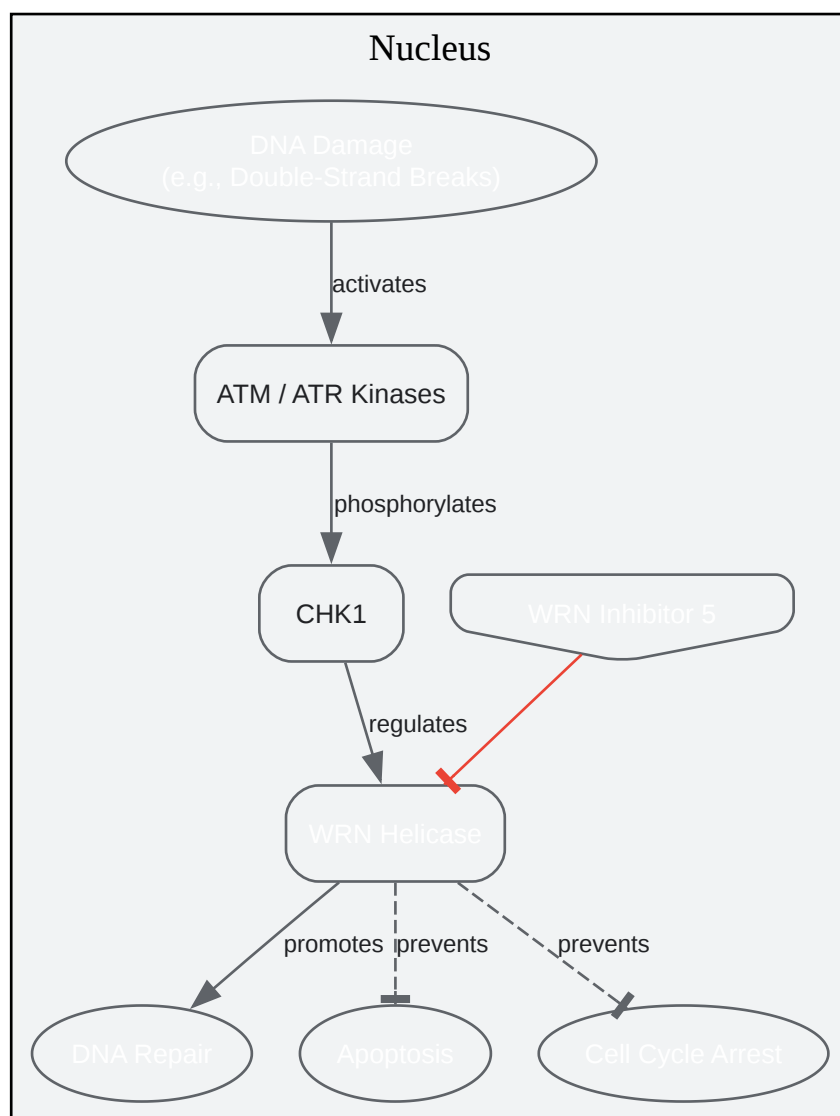 Nucleus
DNA Damage
(e.g., Double-Strand Breaks)
activates
ATM / ATR Kinases
phosphorylates
CHK1
WRN Inhibitor 5
regulates
WRN Helicase
promotes
prevents
prevents
DNA Repair
Apoptosis
Cell Cycle Arrest